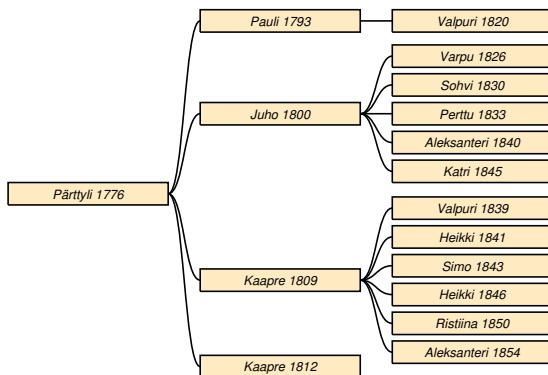 Pärttyli 1776
Pauli 1793
Valpuri 1820
Juho 1800
Varpu 1826
Sohvi 1830
Perttu 1833
Aleksanteri 1840
Katri 1845
Kaapre 1809
Valpuri 1839
Heikki 1841
Simo 1843
Heikki 1846
Ristiina 1850
Aleksanteri 1854
Kaapre 1812